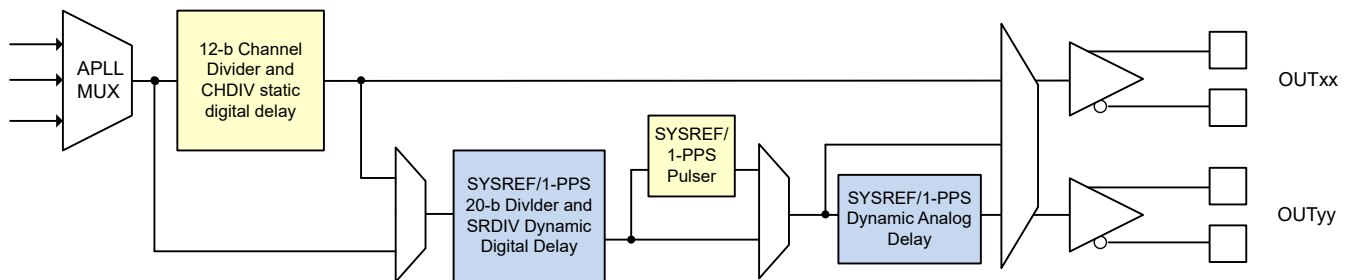 APLL
MUX
12-b Channel
Divider and
CHDIV static
digital delay
SYSREF/1-PPS
20-b Divlder and
SRDIV Dynamic
Digital Delay
SYSREF/
1-PPS
Pulser
SYSREF/1-PPS
Dynamic Analog
Delay
OUTxx
OUTyy